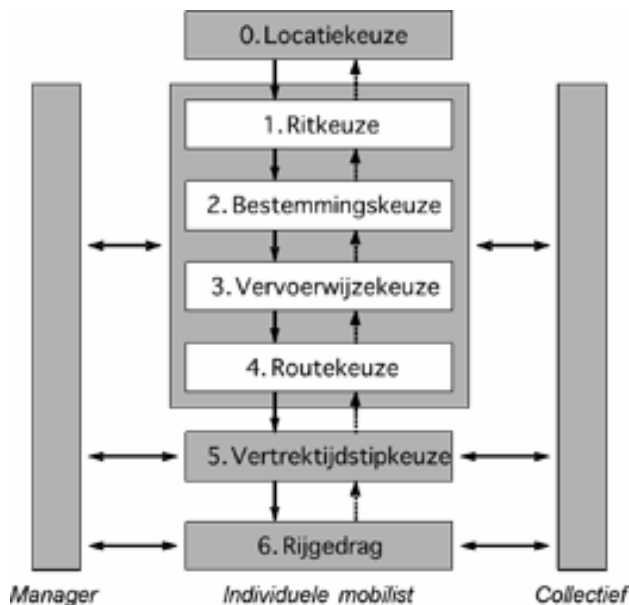 0. Locatiekeuze
1. Ritkeuze
2. Bestemmingskeuze
3. Vervoerwijzekeuze
4. Routekeuze
5. Vertrektijdstipkeuze
6. Rijgedrag
Manager Individuele mobilist Collectief